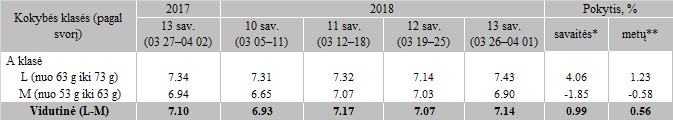 Kokybės klasės (pagal svorį) 2017 2018 Pokytis, %
13 sav. (03 27–04 02) 10 sav. (03 05–11) 11 sav. (03 12–18) 12 sav. (03 19–25) 13 sav. (03 26–04 01) savaitės* metų**
A klasė
L (nuo 63 g iki 73 g) 7.34 7.31 7.32 7.14 7.43 4.06 1.23
M (nuo 53 g iki 63 g) 6.94 6.65 7.07 7.03 6.90 -1.85 -0.58
Vidutinė (L-M) 7.10 6.93 7.17 7.07 7.14 0.99 0.56